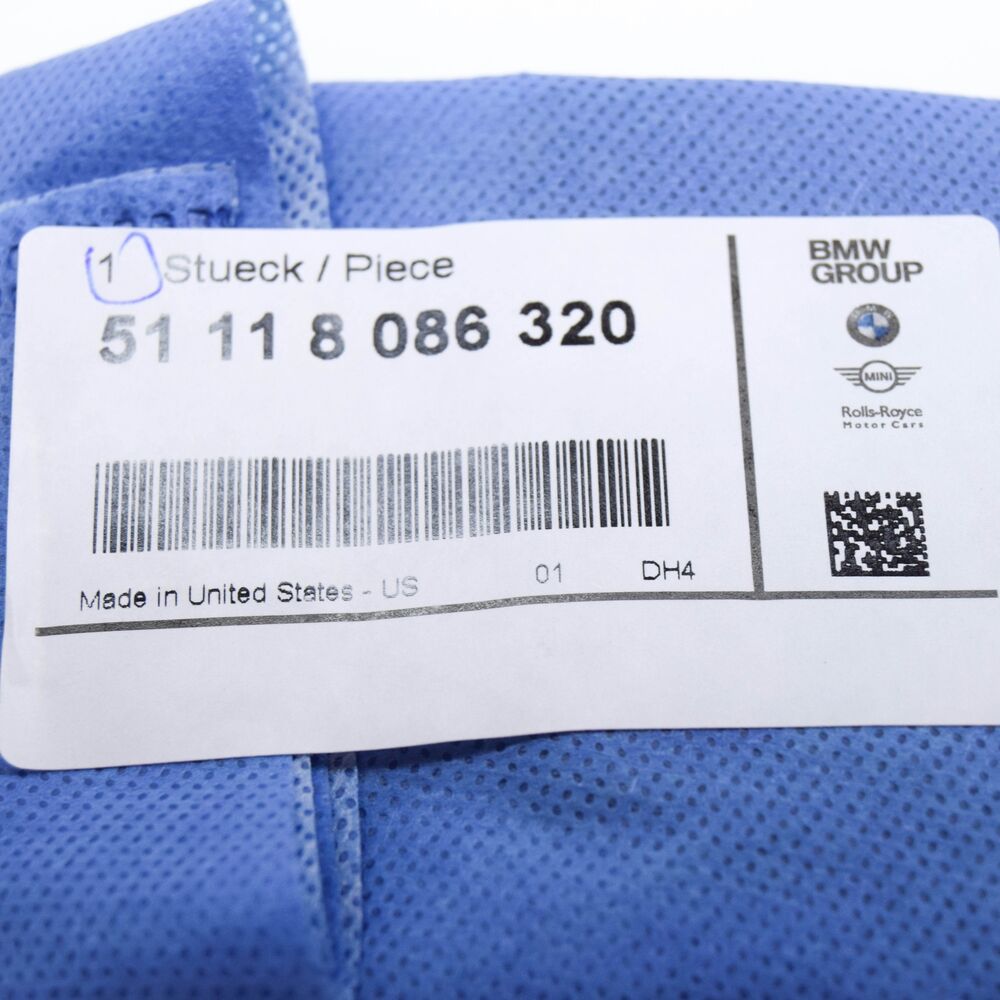 1 Stueck / Piece
51 11 8 086 320
Made in United States - US 01 DH4
BMW
GROUP
BMW
MINI
Rolls-Royce
Motor Cars